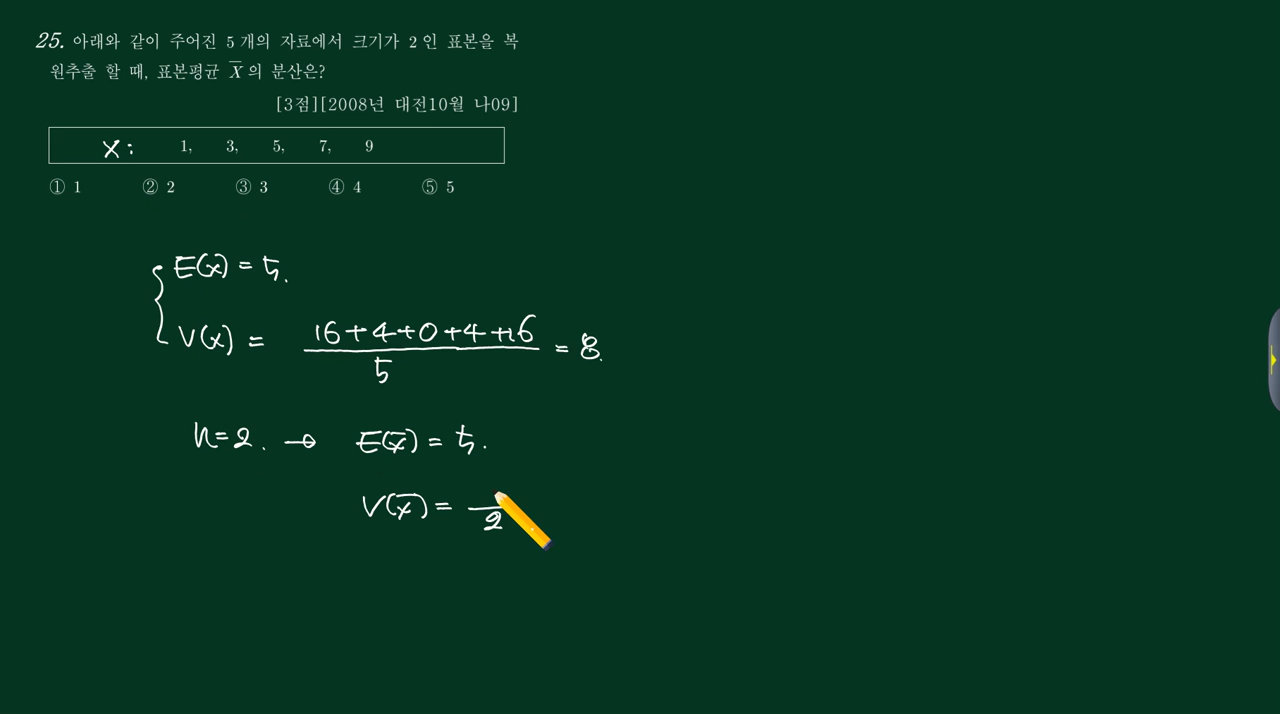 25. 아래와 같이 주어진 5개의 자료에서 크기가 2인 표본을 복
원추출 할 때, 표본평균 X̅의 분산은?
[3점][2008년 대전10월 나09]
X: 1, 3, 5, 7, 9
① 1 ② 2 ③ 3 ④ 4 ⑤ 5
E(x) = 5.
V(x) = (16+4+0+4+16)/5 = 8.
n=2. → E(x̅) = 5.
V(x̅) = /2